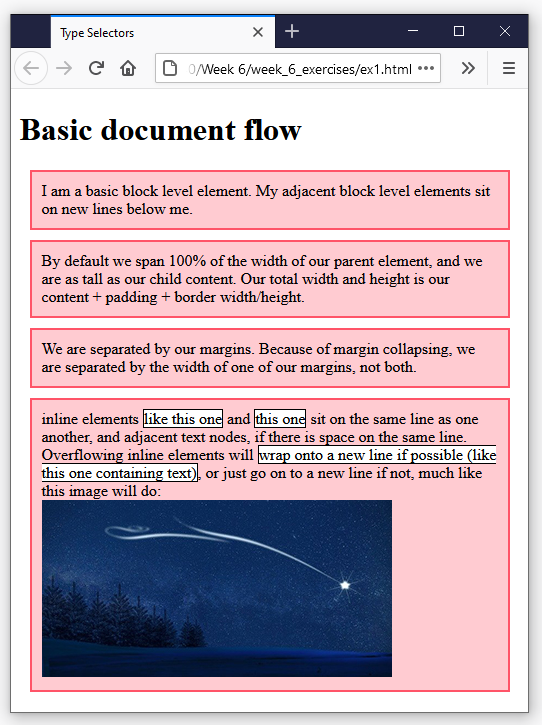 Type Selectors
0/Week 6/week_6_exercises/ex1.html
Basic document flow
I am a basic block level element. My adjacent block level elements sit
on new lines below me.
By default we span 100% of the width of our parent element, and we
are as tall as our child content. Our total width and height is our
content + padding + border width/height.
We are separated by our margins. Because of margin collapsing, we
are separated by the width of one of our margins, not both.
inline elements like this one and this one sit on the same line as one
another, and adjacent text nodes, if there is space on the same line.
Overflowing inline elements will wrap onto a new line if possible (like
this one containing text), or just go on to a new line if not, much like
this image will do: